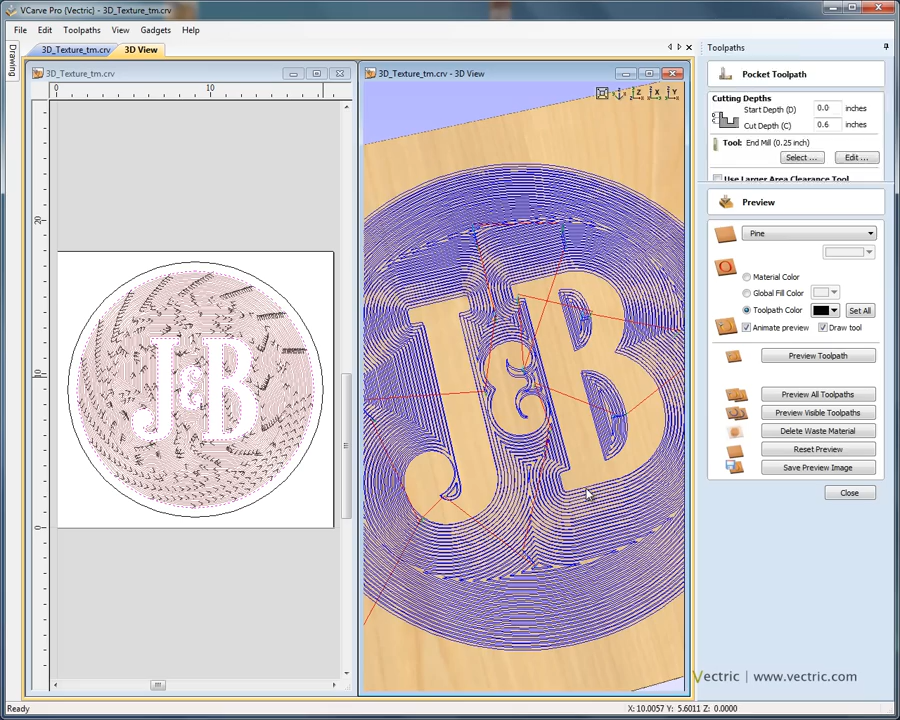 VCarve Pro (Vectric) - 3D_Texture_tm.crv
File Edit Toolpaths View Gadgets Help
Drawing
3D_Texture_tm.crv 3D View
3D_Texture_tm.crv
0 10
20
10
0
J&B
3D_Texture_tm.crv - 3D View
Z X Y
J&B
Toolpaths
Pocket Toolpath
Cutting Depths
Start Depth (D) 0.0 inches
Cut Depth (C) 0.6 inches
Tool: End Mill (0.25 inch)
Select ... Edit ...
Use Larger Area Clearance Tool
Preview
Pine
Material Color
Global Fill Color
Toolpath Color Set All
Animate preview Draw tool
Preview Toolpath
Preview All Toolpaths
Preview Visible Toolpaths
Delete Waste Material
Reset Preview
Save Preview Image
Close
Vectric | www.vectric.com
Ready X: 10.0057 Y: 5.6011 Z: 0.0000